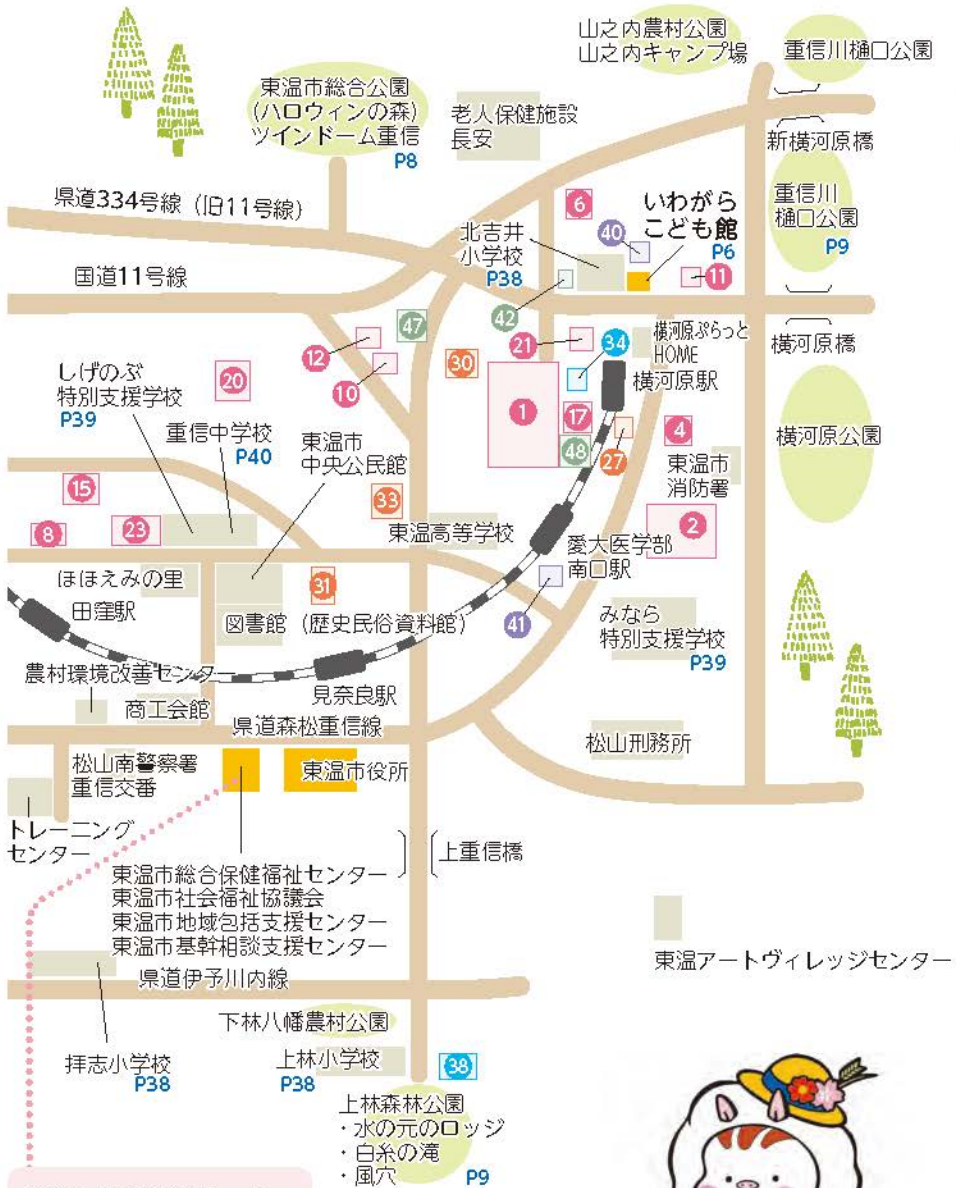 山之内農村公園
山之内キャンプ場
重信川樋口公園
東温市総合公園
(ハロウィンの森)
ツインドーム重信
P8
老人保健施設
長安
新横河原橋
県道334号線（旧11号線）
6
いわがら
こども館
P6
重信川
樋口公園
P9
北吉井
小学校
P38
40
11
国道11号線
42
47
12
10
30
21
34
横河原ぷらっと
HOME
横河原駅
横河原橋
しげのぶ
特別支援学校
P39
20
1
17
4
重信中学校
P40
東温市
中央公民館
48
27
東温市
消防署
横河原公園
15
33
8
23
東温高等学校
2
愛大医学部
南口駅
ほほえみの里
田窪駅
31
図書館（歴史民俗資料館）
41
みなら
特別支援学校
P39
農村環境改善センター
見奈良駅
商工会館
県道森松重信線
松山刑務所
松山南警察署
重信交番
東温市役所
トレーニング
センター
上重信橋
東温市総合保健福祉センター
東温市社会福祉協議会
東温市地域包括支援センター
東温市基幹相談支援センター
東温アートヴィレッジセンター
県道伊予川内線
下林八幡農村公園
拝志小学校
P38
上林小学校
P38
38
上林森林公園
・水の元のロッジ
・白糸の滝
・風穴
P9